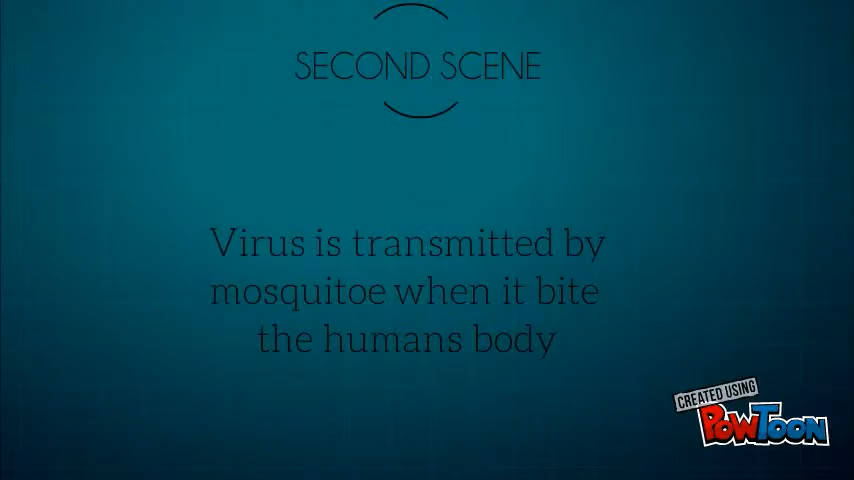 SECOND SCENE
Virus is transmitted by
mosquitoe when it bite
the humans body
CREATED USING
POWTOON